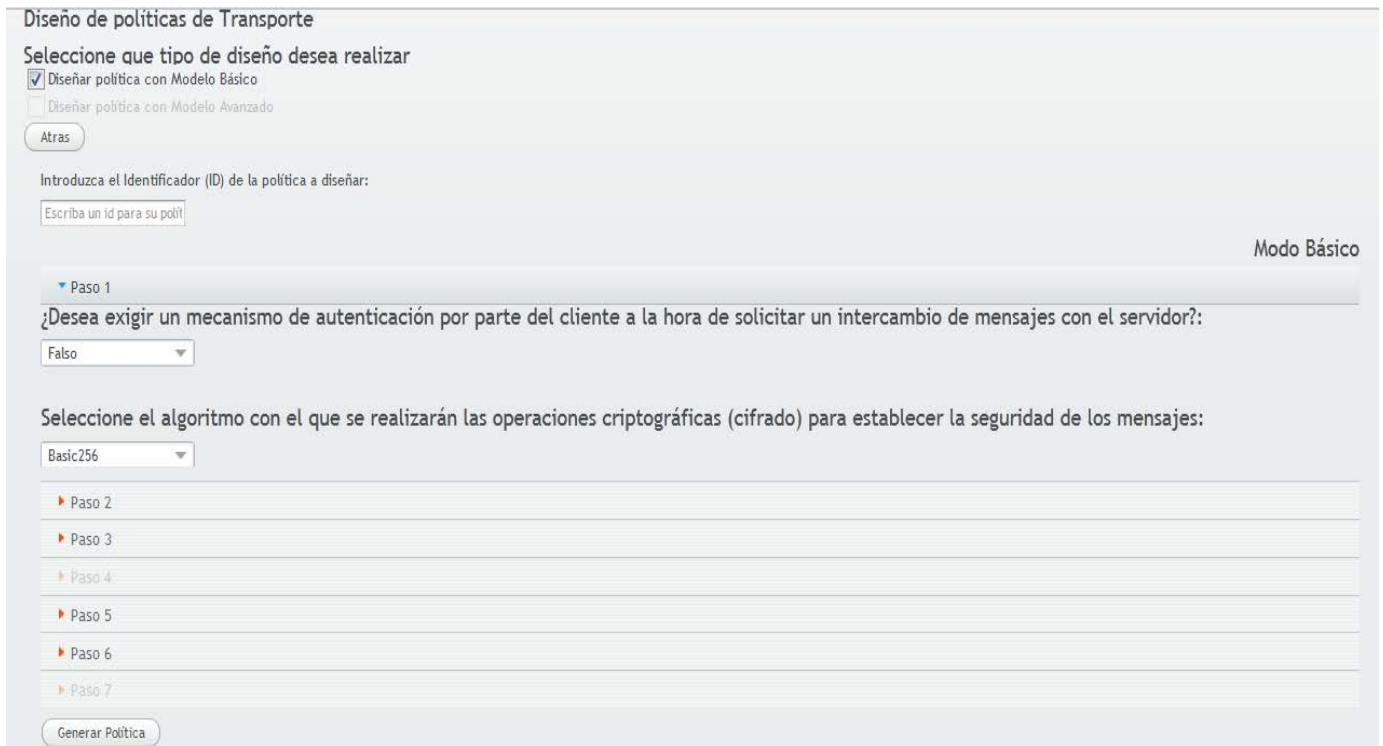 Diseño de políticas de Transporte
Seleccione que tipo de diseño desea realizar
Diseñar política con Modelo Básico
Diseñar política con Modelo Avanzado
Atras
Introduzca el Identificador (ID) de la política a diseñar:
Escriba un id para su polít
Modo Básico
Paso 1
¿Desea exigir un mecanismo de autenticación por parte del cliente a la hora de solicitar un intercambio de mensajes con el servidor?:
Falso
Seleccione el algoritmo con el que se realizarán las operaciones criptográficas (cifrado) para establecer la seguridad de los mensajes:
Basic256
Paso 2
Paso 3
Paso 4
Paso 5
Paso 6
Paso 7
Generar Política